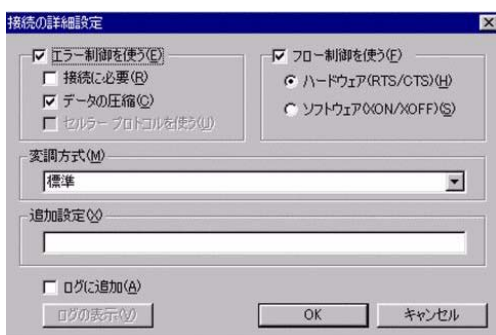 接続の詳細設定
エラー制御を使う(E)
接続に必要(R)
データの圧縮(C)
セルラー プロトコルを使う(U)
フロー制御を使う(F)
ハードウェア(RTS/CTS)(H)
ソフトウェア(XON/XOFF)(S)
変調方式(M)
標準
追加設定(X)
ログに追加(A)
ログの表示(V)
OK
キャンセル